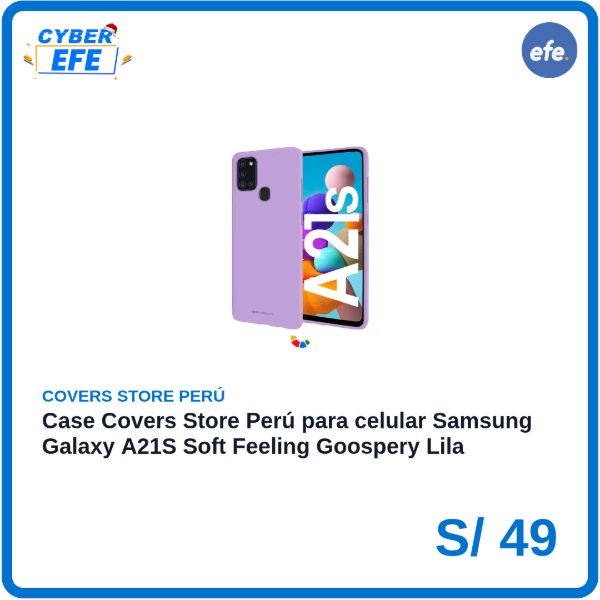 CYBER
EFE
efe.
A21s
COVERS STORE PERÚ
Case Covers Store Perú para celular Samsung
Galaxy A21S Soft Feeling Goospery Lila
S/ 49